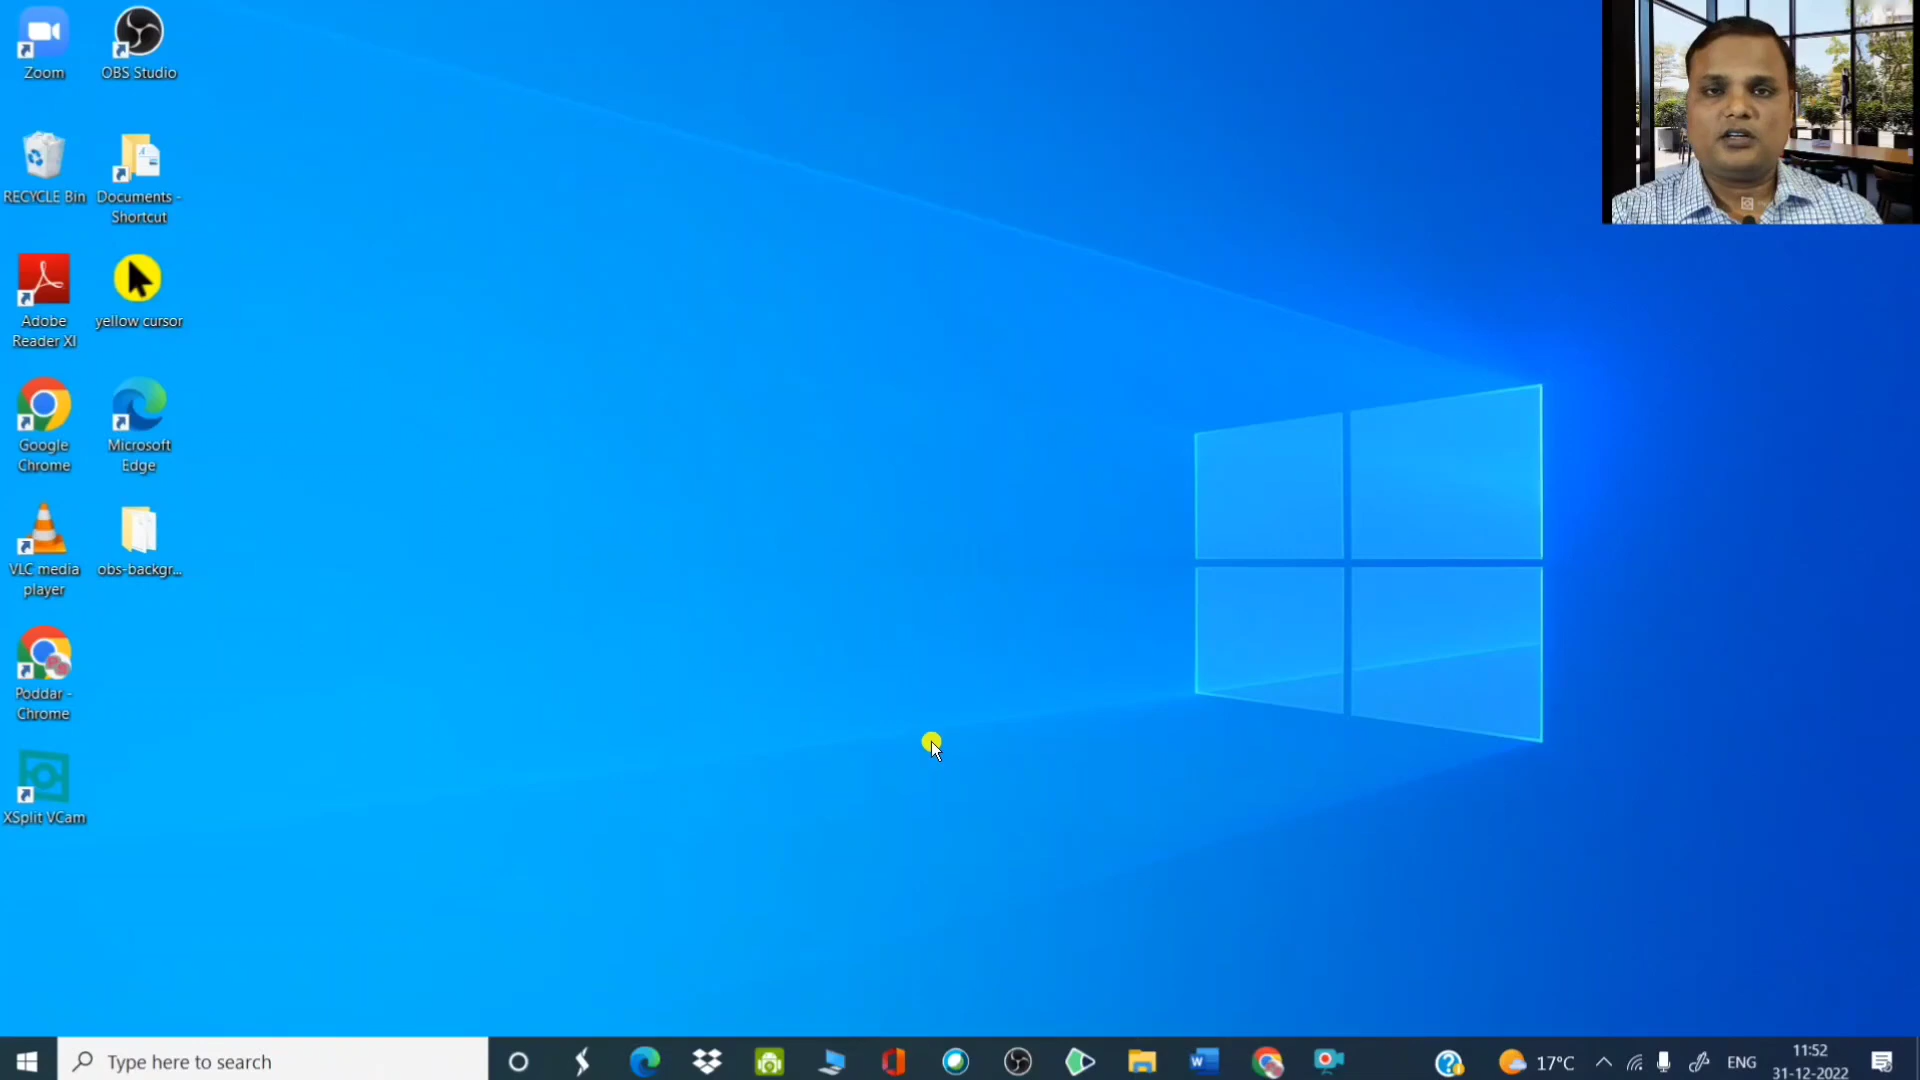 Zoom
OBS Studio
RECYCLE Bin
Documents -
Shortcut
Adobe
Reader XI
yellow cursor
Google
Chrome
Microsoft
Edge
VLC media
player
obs-backgr...
Poddar -
Chrome
XSplit VCam
Type here to search
17°C
ENG
11:52
31-12-2022